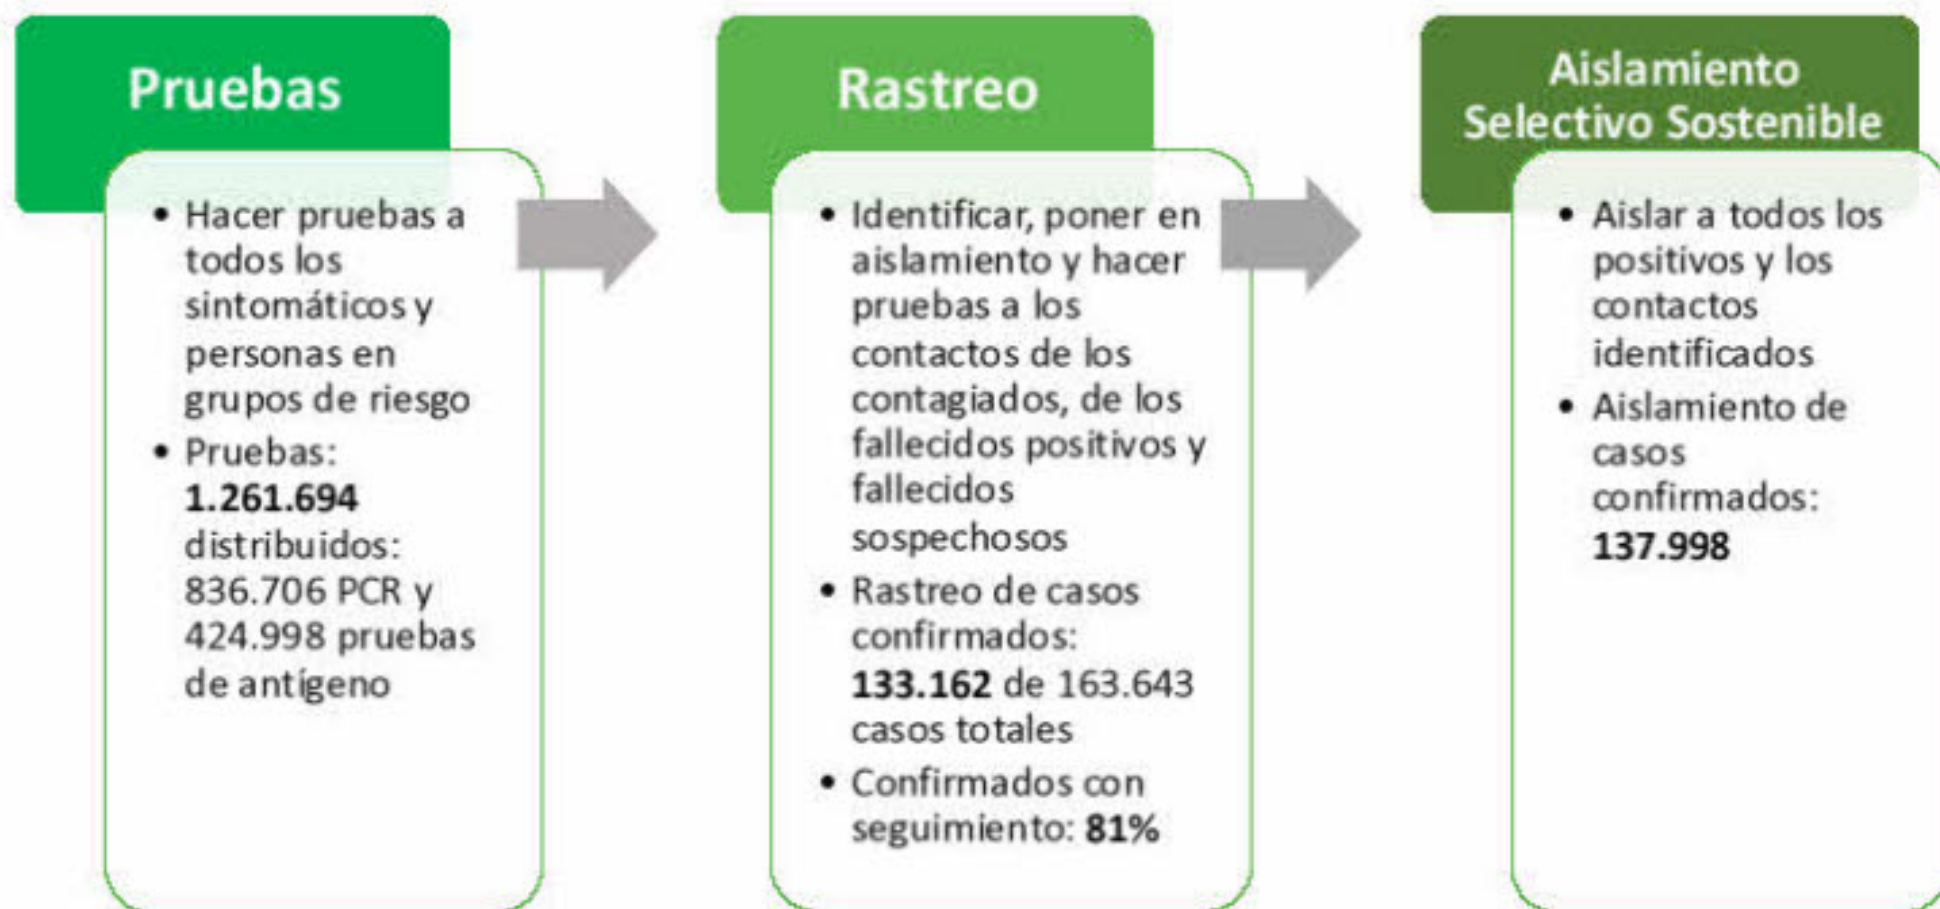 Pruebas
• Hacer pruebas a
todos los
sintomáticos y
personas en
grupos de riesgo
• Pruebas:
1.261.694
distribuidos:
836.706 PCR y
424.998 pruebas
de antígeno
Rastreo
• Identificar, poner en
aislamiento y hacer
pruebas a los
contactos de los
contagiados, de los
fallecidos positivos y
fallecidos
sospechosos
• Rastreo de casos
confirmados:
133.162 de 163.643
casos totales
• Confirmados con
seguimiento: 81%
Aislamiento
Selectivo Sostenible
• Aislar a todos los
positivos y los
contactos
identificados
• Aislamiento de
casos
confirmados:
137.998